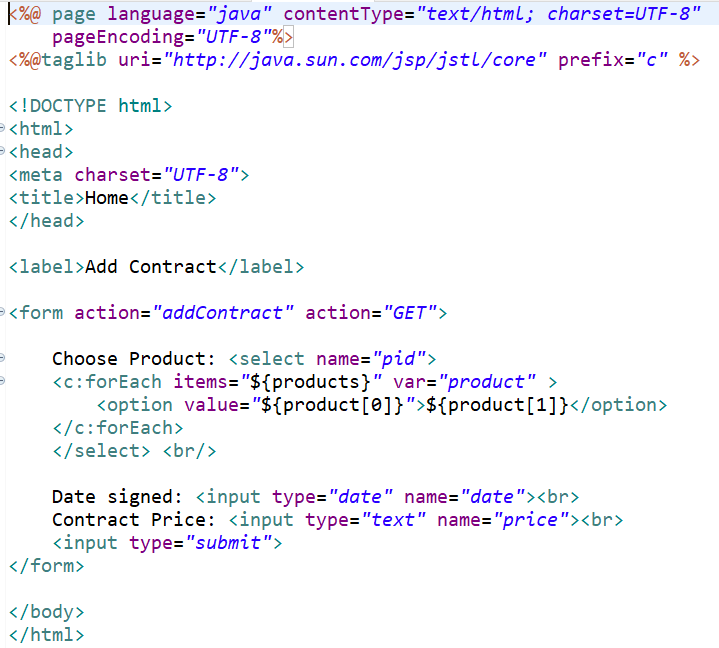 <%@ page language="java" contentType="text/html; charset=UTF-8"
    pageEncoding="UTF-8"%>
<%@taglib uri="http://java.sun.com/jsp/jstl/core" prefix="c" %>

<!DOCTYPE html>
<html>
<head>
<meta charset="UTF-8">
<title>Home</title>
</head>

<label>Add Contract</label>

<form action="addContract" action="GET">

    Choose Product: <select name="pid">
    <c:forEach items="${products}" var="product" >
        <option value="${product[0]}">${product[1]}</option>
    </c:forEach>
    </select> <br/>

    Date signed: <input type="date" name="date"><br>
    Contract Price: <input type="text" name="price"><br>
    <input type="submit">
</form>

</body>
</html>